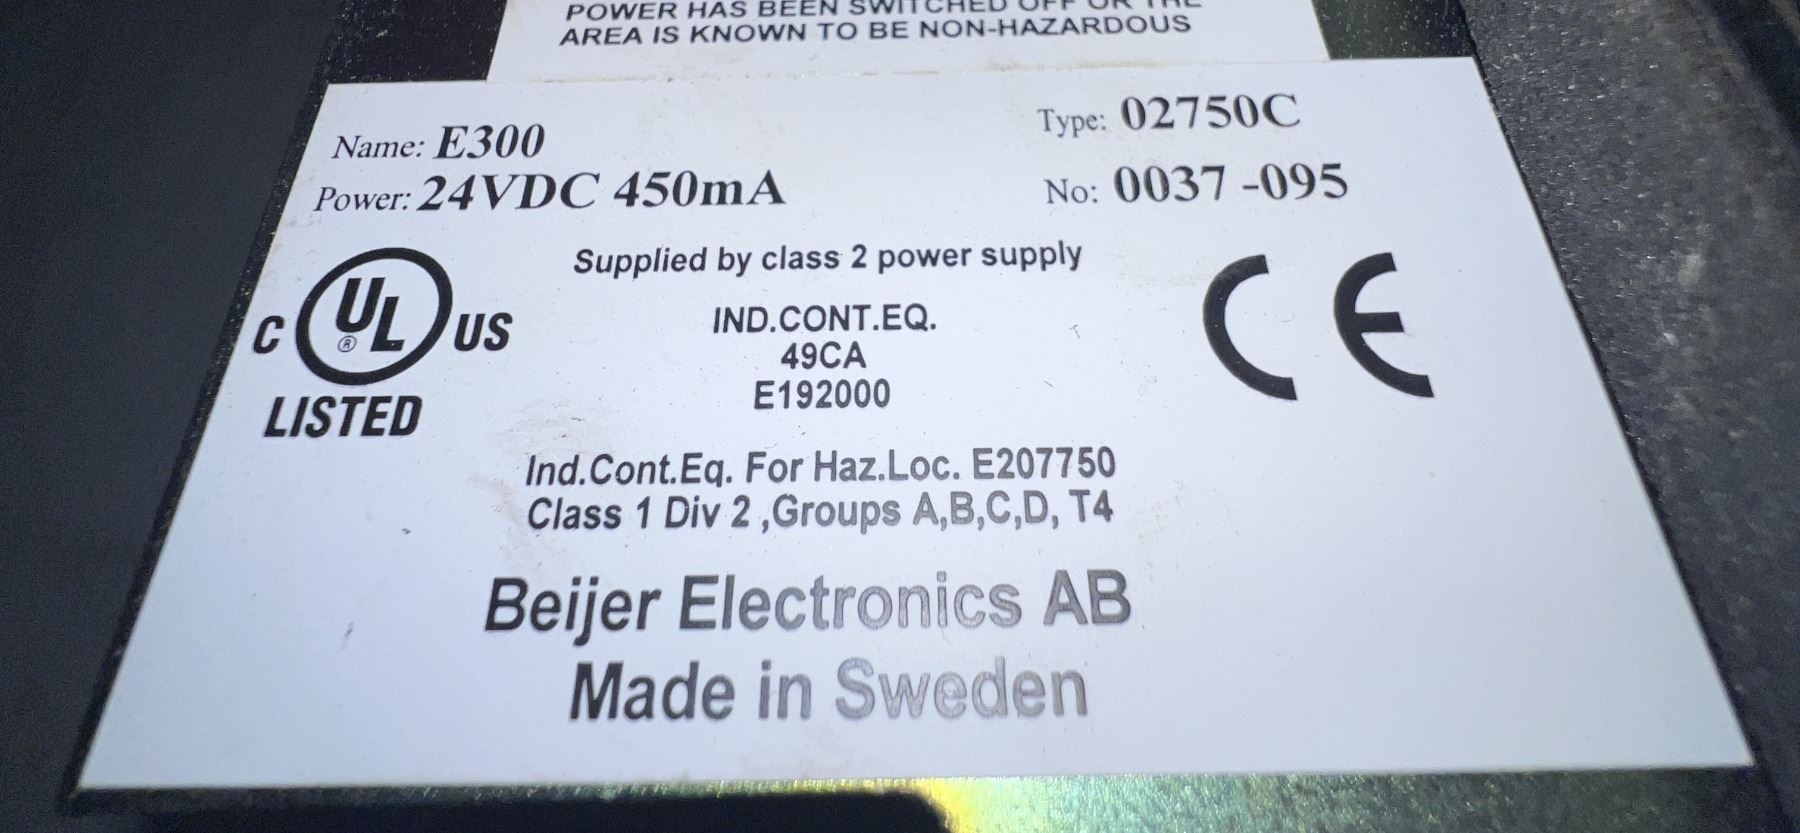 POWER HAS BEEN SWITCHED OFF OR THE
AREA IS KNOWN TO BE NON-HAZARDOUS
Name: E300
Type: 02750C
Power: 24VDC 450mA
No: 0037 -095
Supplied by class 2 power supply
C UL ® US
LISTED
IND.CONT.EQ.
49CA
E192000
CE
Ind.Cont.Eq. For Haz.Loc. E207750
Class 1 Div 2 ,Groups A,B,C,D, T4
Beijer Electronics AB
Made in Sweden